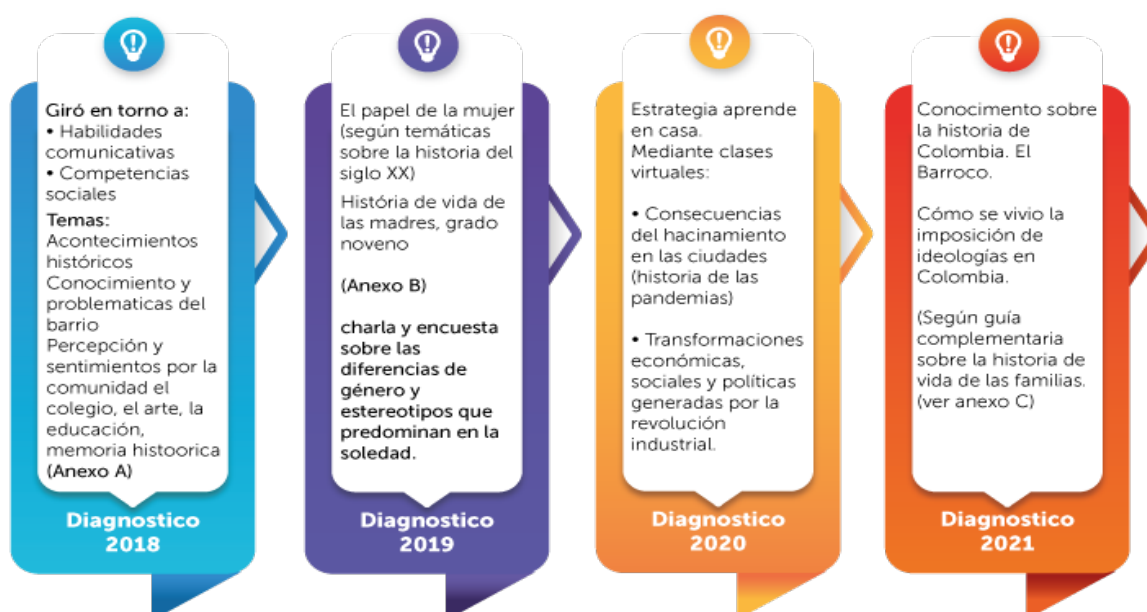 Giró en torno a:
• Habilidades
comunicativas
• Competencias
sociales
Temas:
Acontecimientos
históricos
Conocimiento y
problematicas del
barrio
Percepción y
sentimientos por la
comunidad el
colegio, el arte, la
educación,
memoria histoorica
(Anexo A)
Diagnostico
2018
El papel de la mujer
(según temáticas
sobre la historia del
siglo XX)
História de vida de
las madres, grado
noveno
(Anexo B)
charla y encuesta
sobre las
diferencias de
género y
estereotipos que
predominan en la
soledad.
Diagnostico
2019
Estrategia aprende
en casa.
Mediante clases
virtuales:
• Consecuencias
del hacinamiento
en las ciudades
(historia de las
pandemias)
• Transformaciones
económicas,
sociales y políticas
generadas por la
revolución
industrial.
Diagnostico
2020
Conocimento sobre
la historia de
Colombia. El
Barroco.
Cómo se vivio la
imposición de
ideologías en
Colombia.
(Según guía
complementaria
sobre la historia de
vida de las familias.
(ver anexo C)
Diagnostico
2021